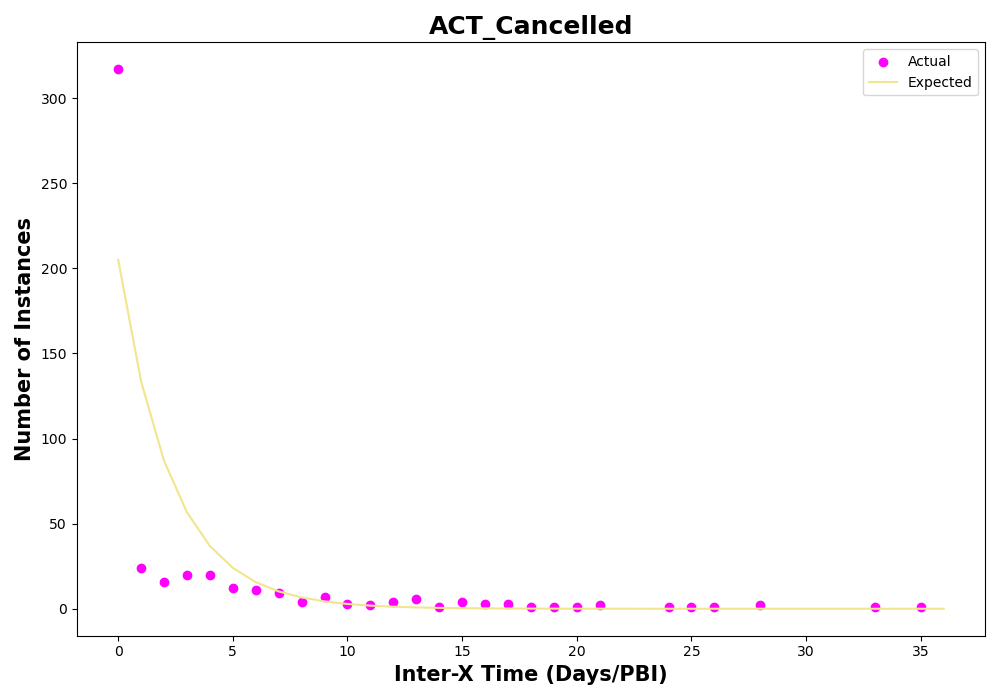 ACT_Cancelled
Actual
Expected
Number of Instances
300
250
200
150
100
50
0
0 5 10 15 20 25 30 35
Inter-X Time (Days/PBI)